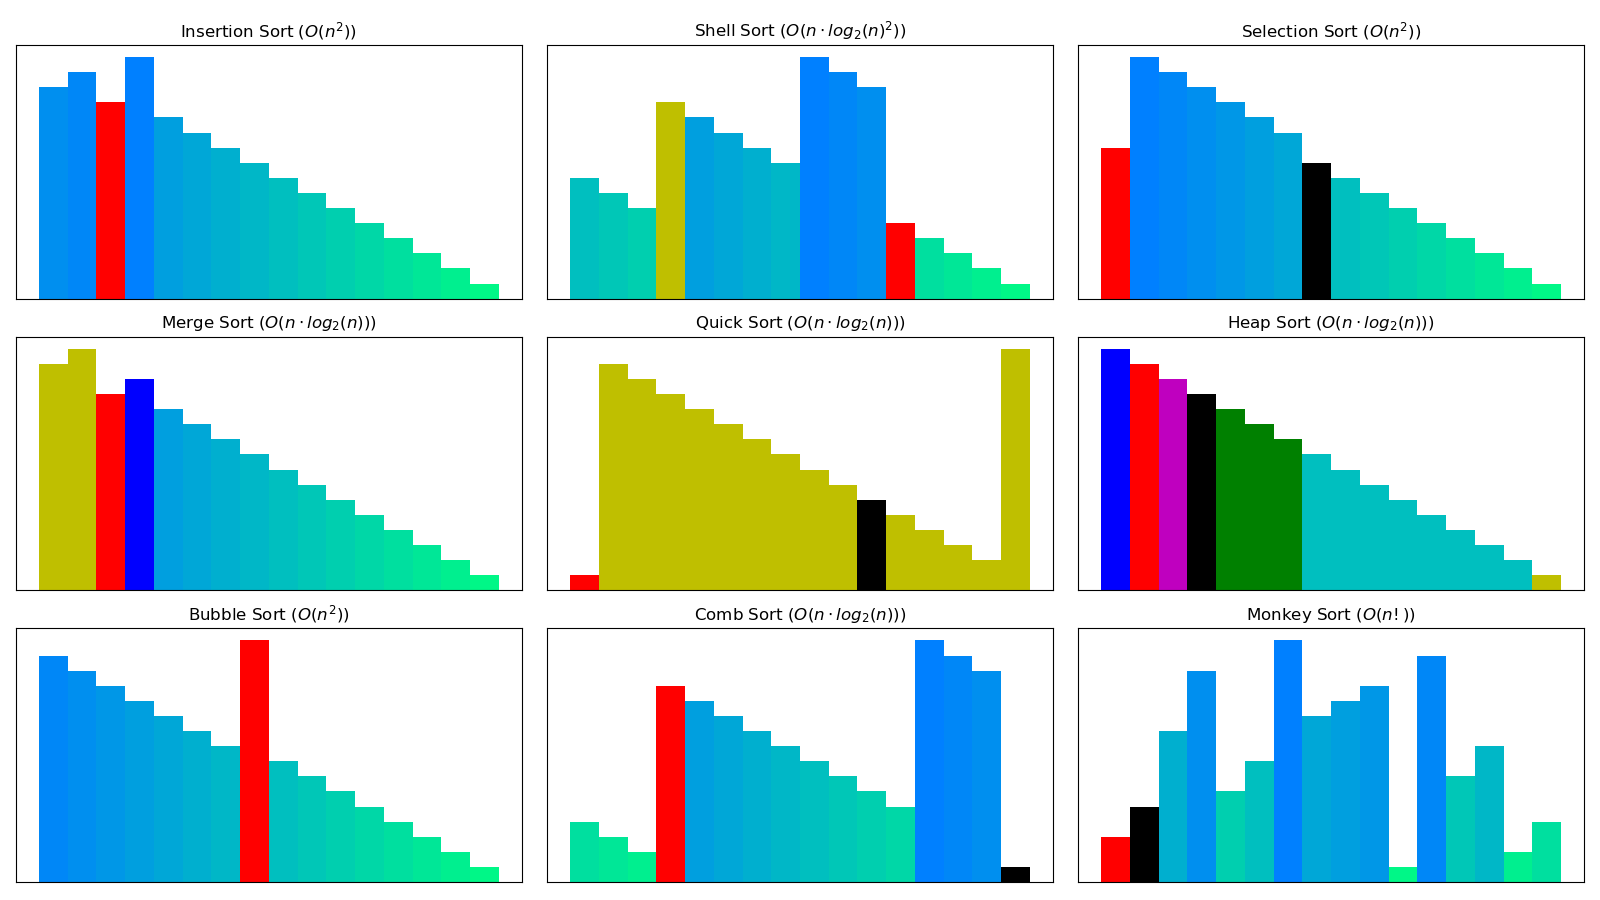 Insertion Sort (O(n²))
Shell Sort (O(n · log₂(n)²))
Selection Sort (O(n²))
Merge Sort (O(n · log₂(n)))
Quick Sort (O(n · log₂(n)))
Heap Sort (O(n · log₂(n)))
Bubble Sort (O(n²))
Comb Sort (O(n · log₂(n)))
Monkey Sort (O(n!))